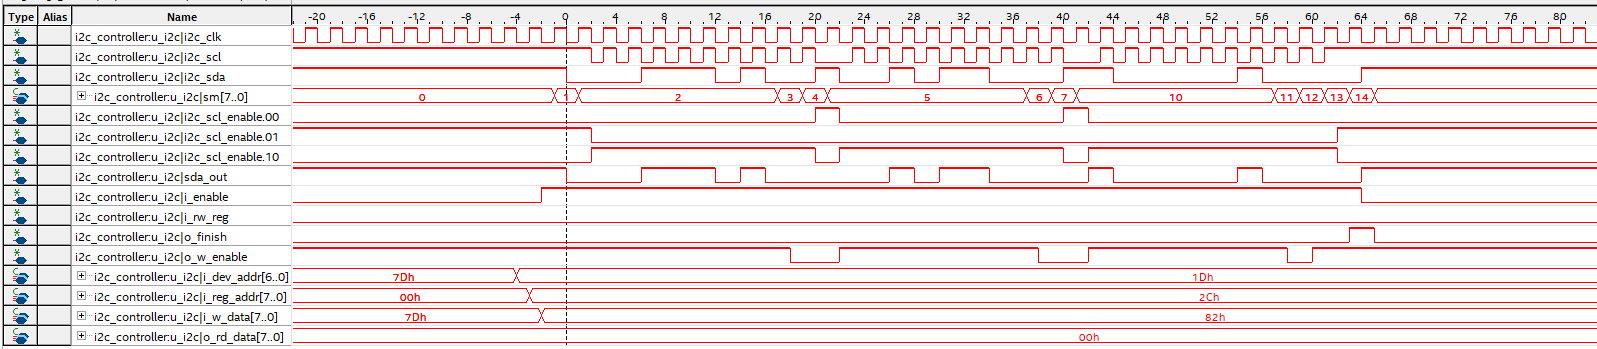 Type Alias Name -20 -16 -12 -8 -4 0 4 8 12 16 20 24 28 32 36 40 44 48 52 56 60 64 68 72 76 80
i2c_controller:u_i2c|i2c_clk
i2c_controller:u_i2c|i2c_scl
i2c_controller:u_i2c|i2c_sda
i2c_controller:u_i2c|sm[7..0] 0 1 2 3 4 5 6 7 10 11 12 13 14
i2c_controller:u_i2c|i2c_scl_enable.00
i2c_controller:u_i2c|i2c_scl_enable.01
i2c_controller:u_i2c|i2c_scl_enable.10
i2c_controller:u_i2c|sda_out
i2c_controller:u_i2c|i_enable
i2c_controller:u_i2c|i_rw_reg
i2c_controller:u_i2c|o_finish
i2c_controller:u_i2c|o_w_enable
i2c_controller:u_i2c|i_dev_addr[6..0] 7Dh 1Dh
i2c_controller:u_i2c|i_reg_addr[7..0] 00h 2Ch
i2c_controller:u_i2c|i_w_data[7..0] 7Dh 82h
i2c_controller:u_i2c|o_rd_data[7..0] 00h